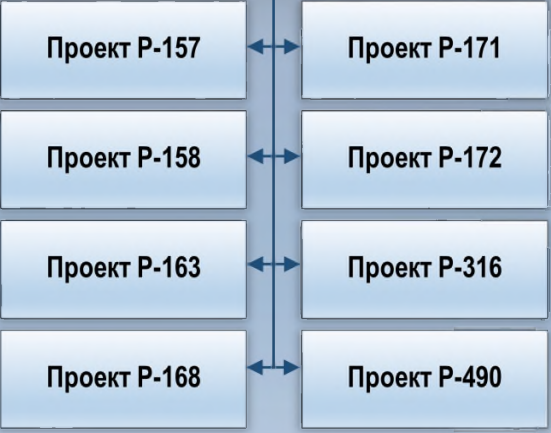 Проект Р-157
Проект Р-171
Проект Р-158
Проект Р-172
Проект Р-163
Проект Р-316
Проект Р-168
Проект Р-490